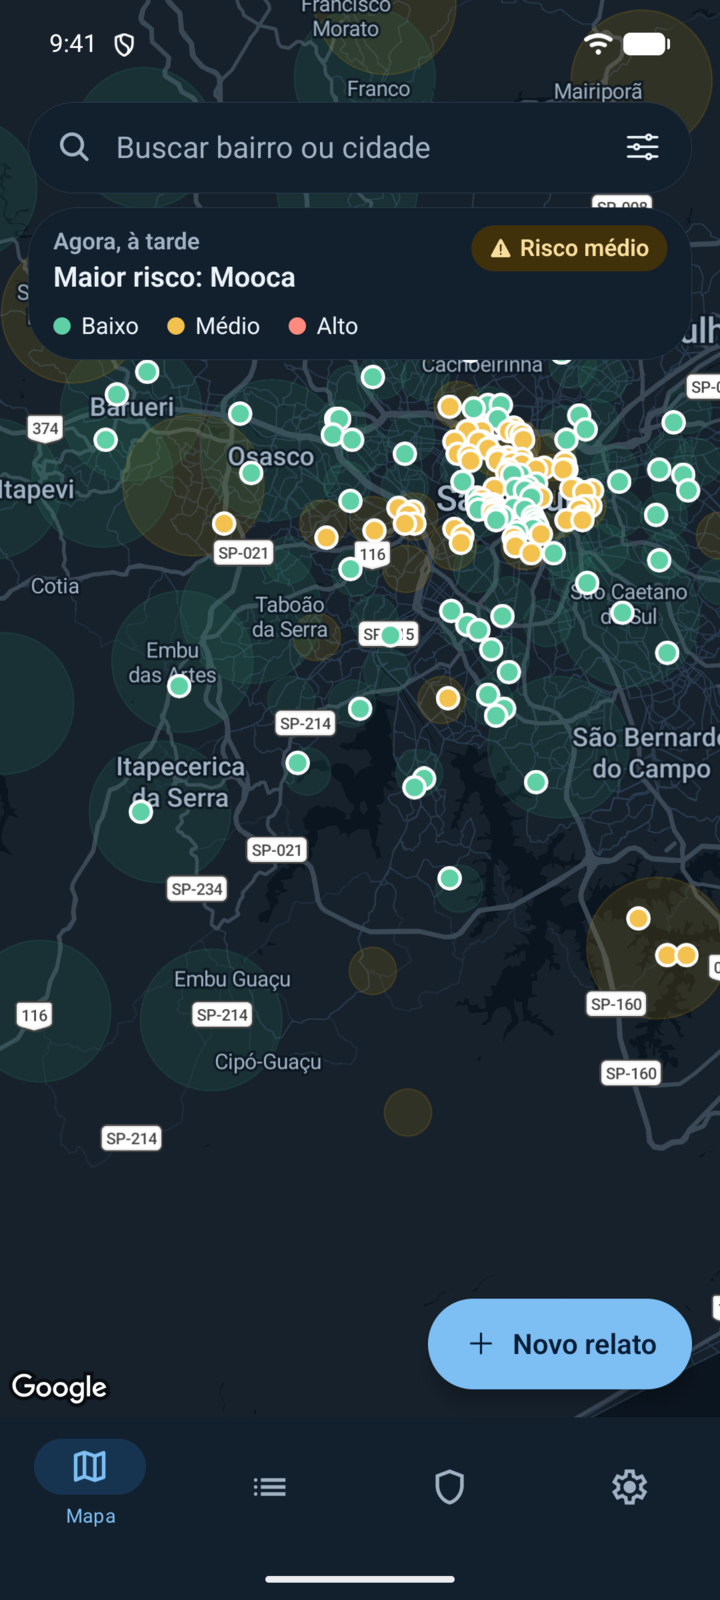 Francisco
Morato
9:41
Franco
Mairiporã
Buscar bairro ou cidade
Agora, à tarde
Risco médio
Maior risco: Mooca
Baixo
Médio
Alto
Cachoeirinha
Barueri
374
Osasco
Itapevi
SP-021
116
Cotia
São Caetano
do Sul
Taboão
da Serra
Embu
das Artes
SP-214
São Bernardo
do Campo
Itapecerica
da Serra
SP-021
SP-234
Embu Guaçu
116
SP-214
SP-160
Cipó-Guaçu
SP-160
SP-214
+ Novo relato
Google
Mapa